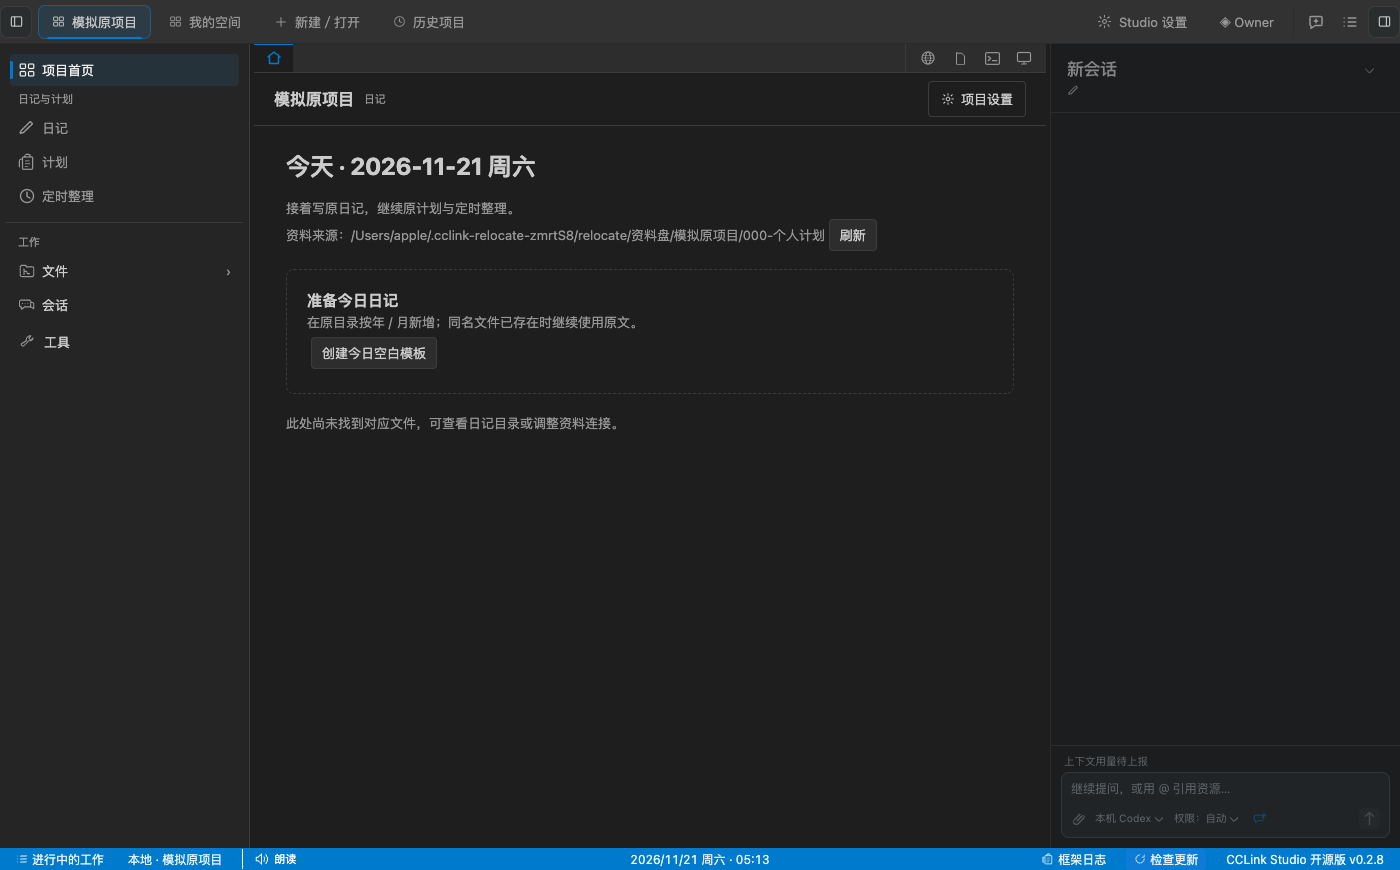 模拟原项目 我的空间 新建 / 打开 历史项目 Studio 设置 Owner
项目首页
日记与计划
日记
计划
定时整理
工作
文件
会话
工具
模拟原项目 日记 项目设置
今天 · 2026-11-21 周六
接着写原日记，继续原计划与定时整理。
资料来源：/Users/apple/.cclink-relocate-zmrtS8/relocate/资料盘/模拟原项目/000-个人计划 刷新
准备今日日记
在原目录按年 / 月新增；同名文件已存在时继续使用原文。
创建今日空白模板
此处尚未找到对应文件，可查看日记目录或调整资料连接。
新会话
上下文用量待上报
继续提问，或用 @ 引用资源...
本机 Codex 权限：自动
进行中的工作 本地 · 模拟原项目 朗读 2026/11/21 周六 · 05:13 框架日志 检查更新 CCLink Studio 开源版 v0.2.8